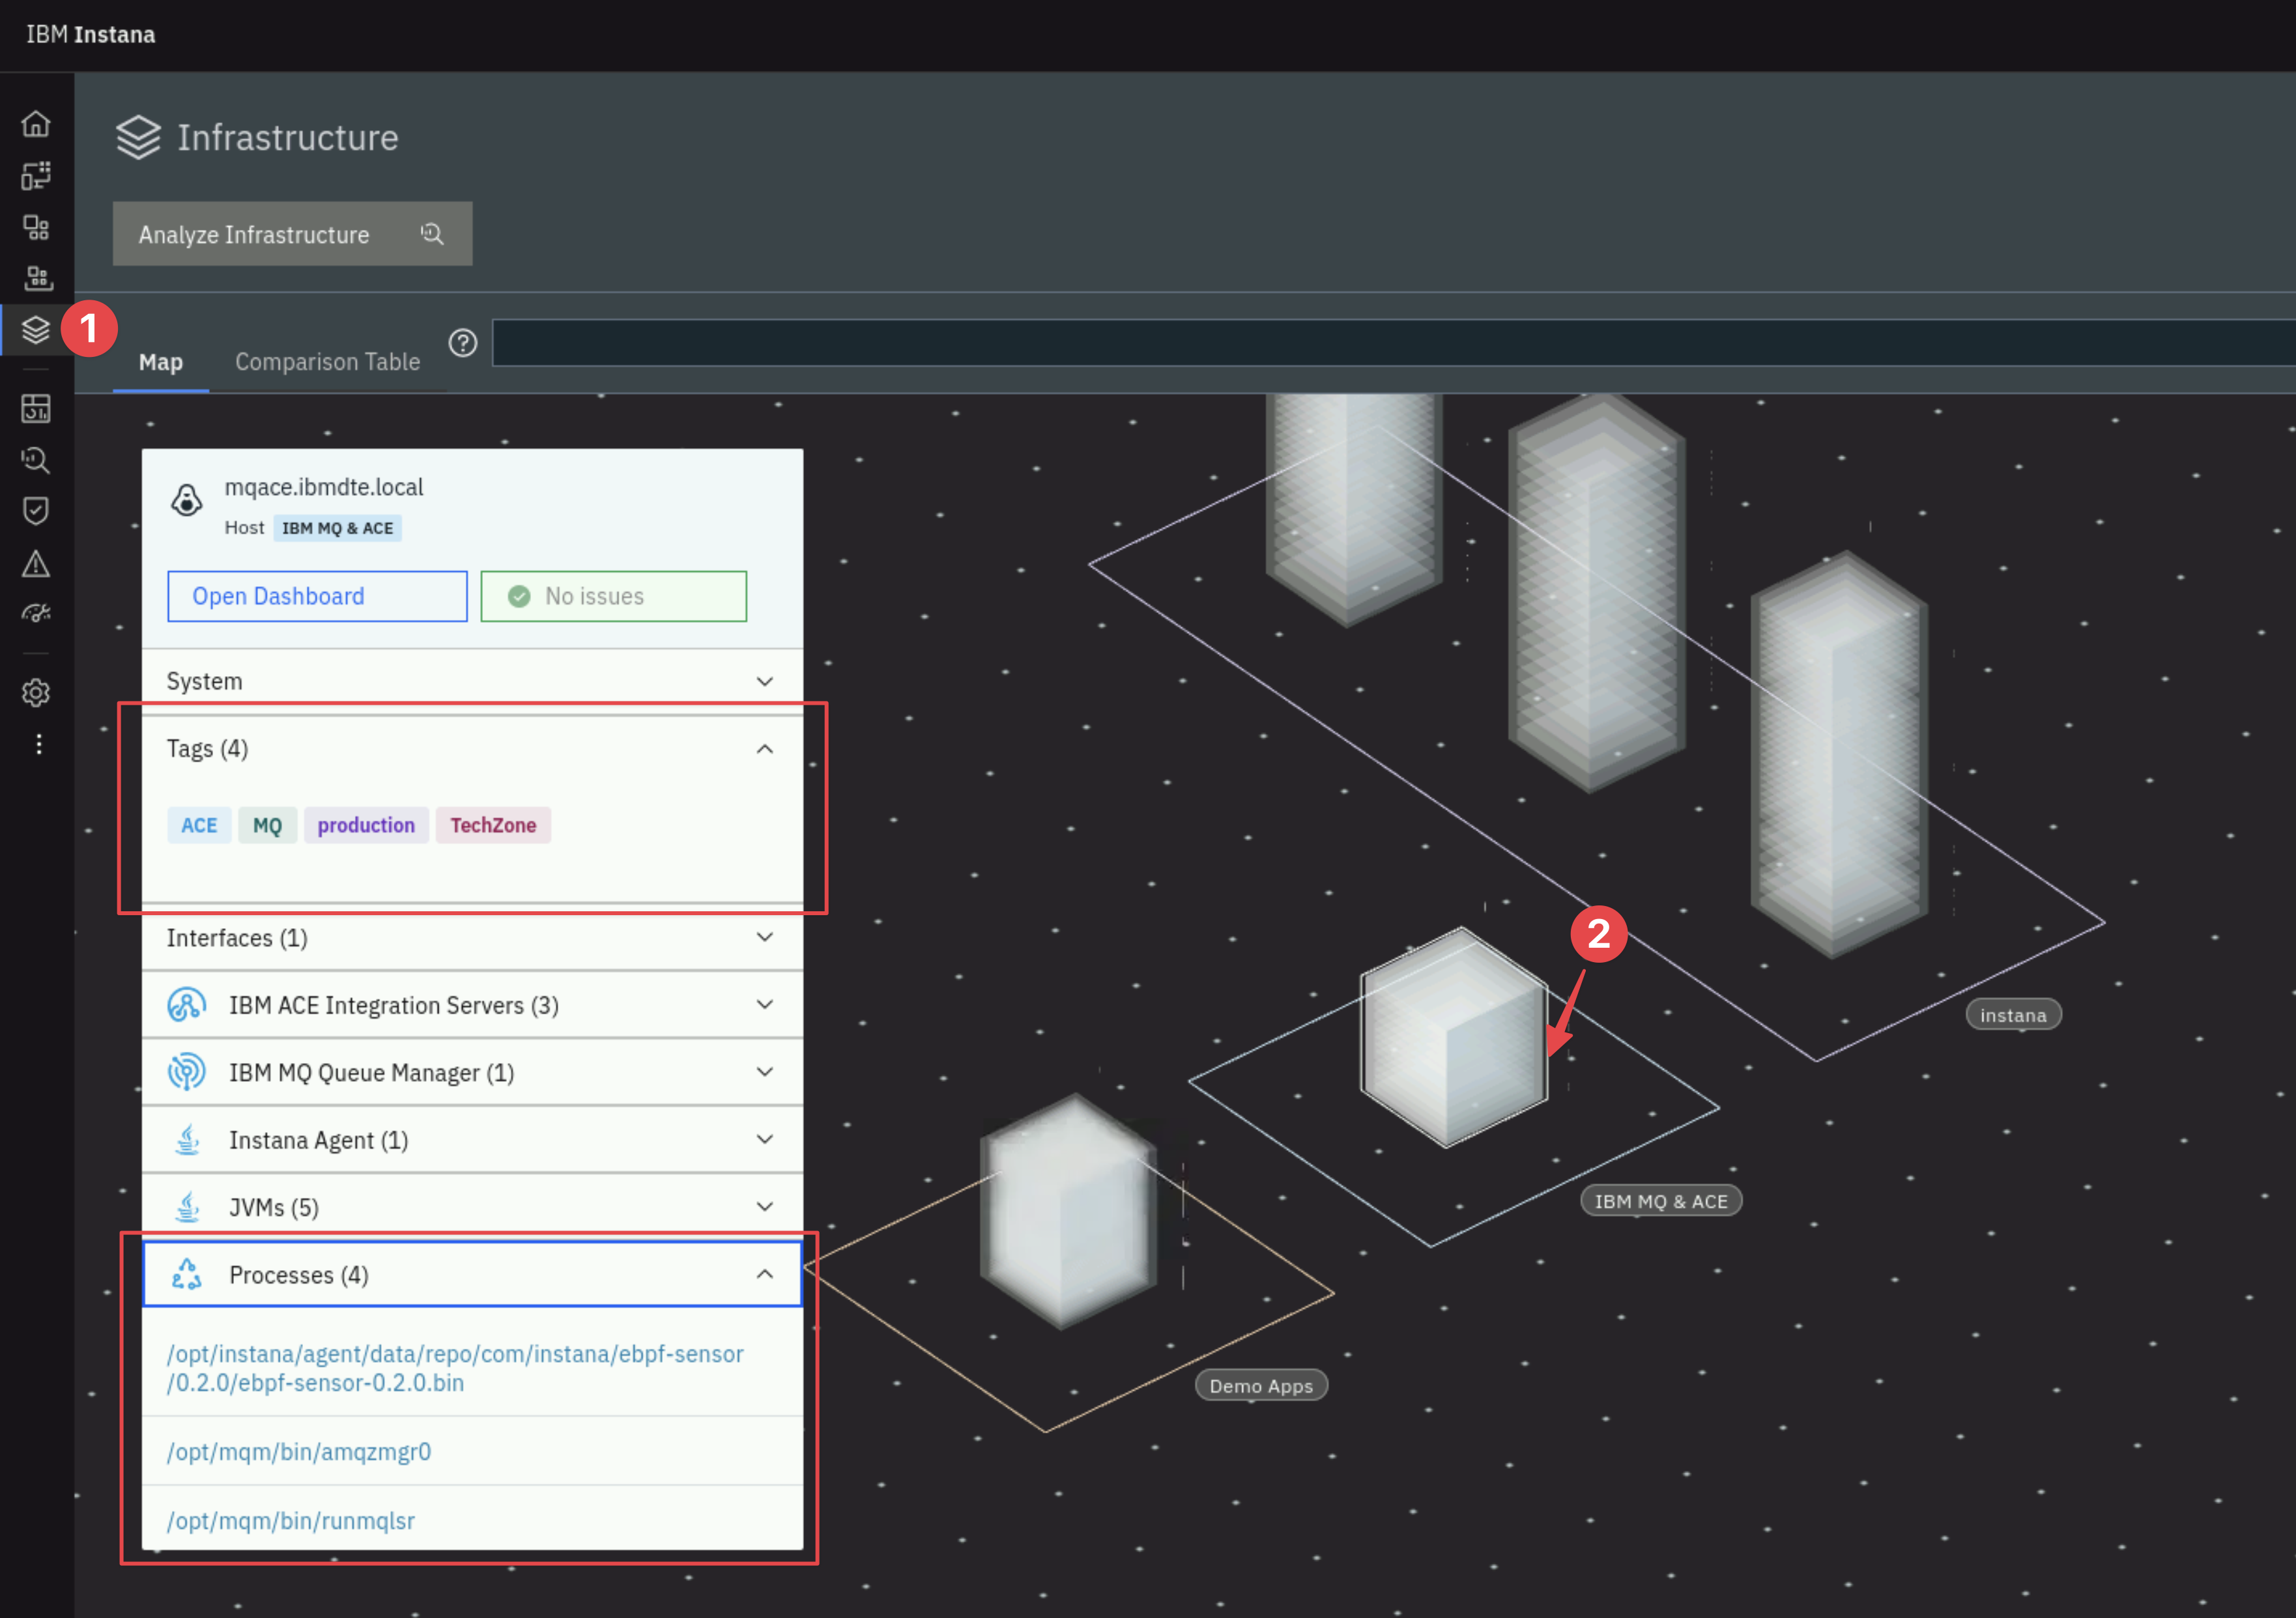 IBM Instana
Infrastructure
Analyze Infrastructure
1
Map
Comparison Table
?
mqace.ibmdte.local
Host IBM MQ & ACE
Open Dashboard
No issues
System
Tags (4)
ACE MQ production TechZone
Interfaces (1)
IBM ACE Integration Servers (3)
IBM MQ Queue Manager (1)
Instana Agent (1)
JVMs (5)
Processes (4)
/opt/instana/agent/data/repo/com/instana/ebpf-sensor
/0.2.0/ebpf-sensor-0.2.0.bin
/opt/mqm/bin/amqzmgr0
/opt/mqm/bin/runmqlsr
2
instana
IBM MQ & ACE
Demo Apps